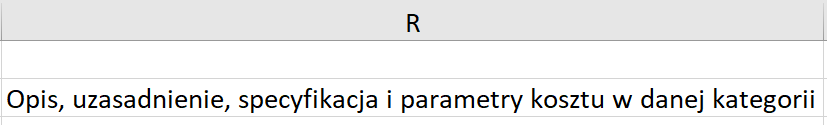 R
Opis, uzasadnienie, specyfikacja i parametry kosztu w danej kategorii